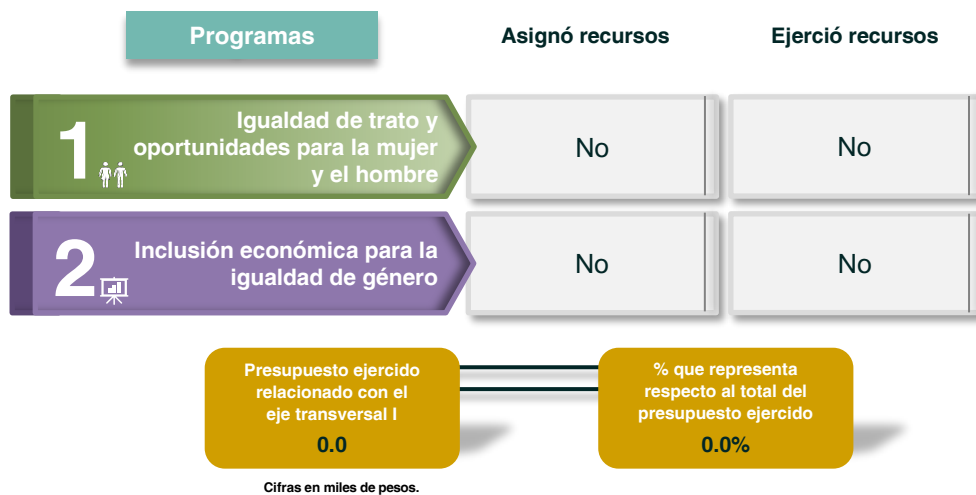 Programas
Asignó recursos
Ejerció recursos
1
Igualdad de trato y
oportunidades para la mujer
y el hombre
No
No
2
Inclusión económica para la
igualdad de género
No
No
Presupuesto ejercido
relacionado con el
eje transversal I
0.0
% que representa
respecto al total del
presupuesto ejercido
0.0%
Cifras en miles de pesos.